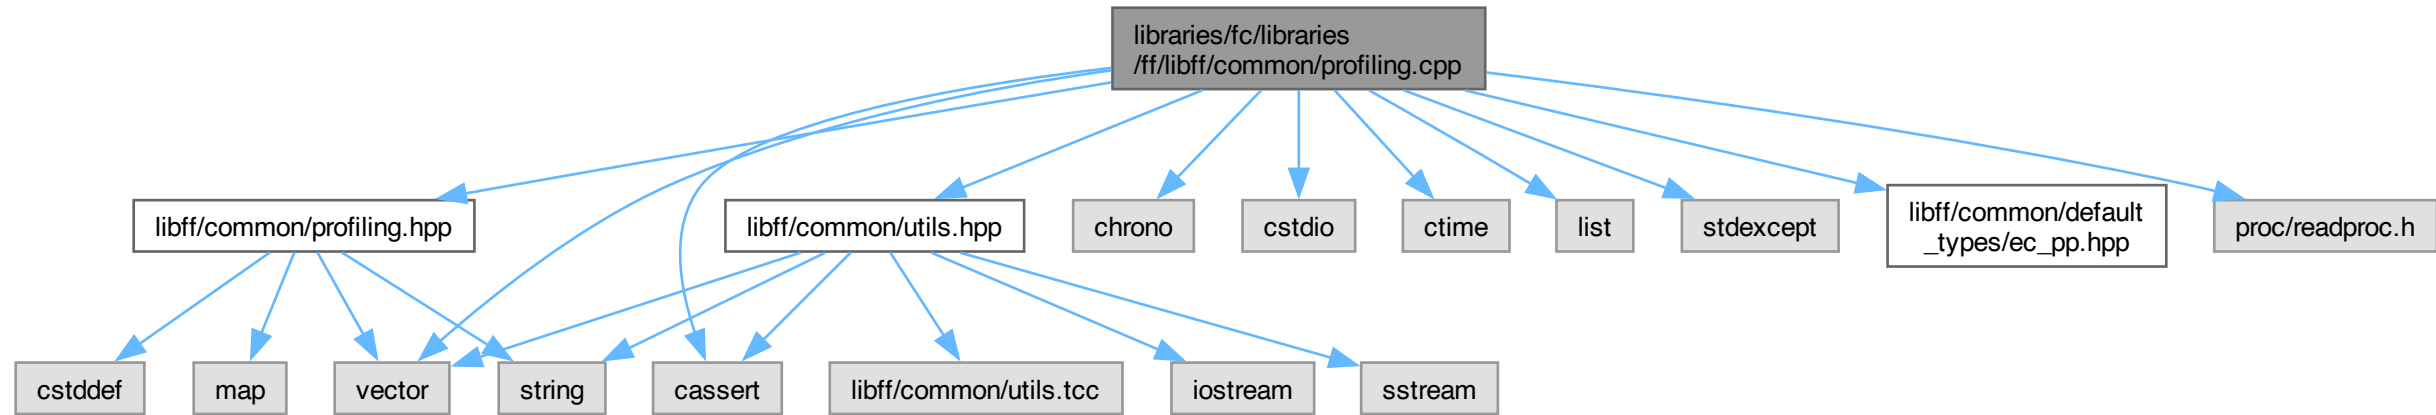 libraries/fc/libraries
/ff/libff/common/profiling.cpp
libff/common/profiling.hpp
libff/common/utils.hpp
chrono
cstdio
ctime
list
stdexcept
libff/common/default
_types/ec_pp.hpp
proc/readproc.h
cstddef
map
vector
string
cassert
libff/common/utils.tcc
iostream
sstream